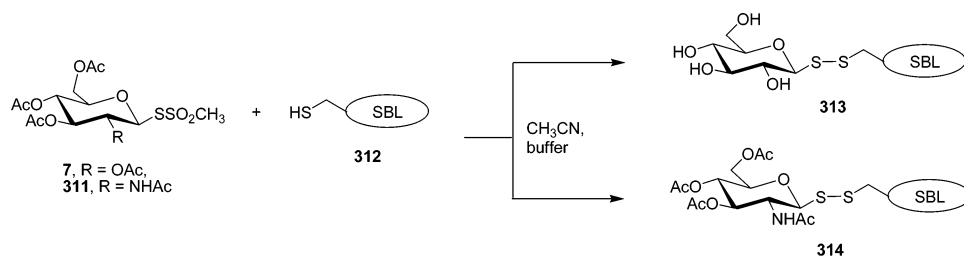 OAc
O
AcO
AcO
SSO₂CH₃
R
7, R = OAc,
311, R = NHAc
+
HS
SBL
312
CH₃CN,
buffer
OH
HO
O
HO
OH
S
S
SBL
313
OAc
AcO
O
AcO
NHAc
S
S
SBL
314